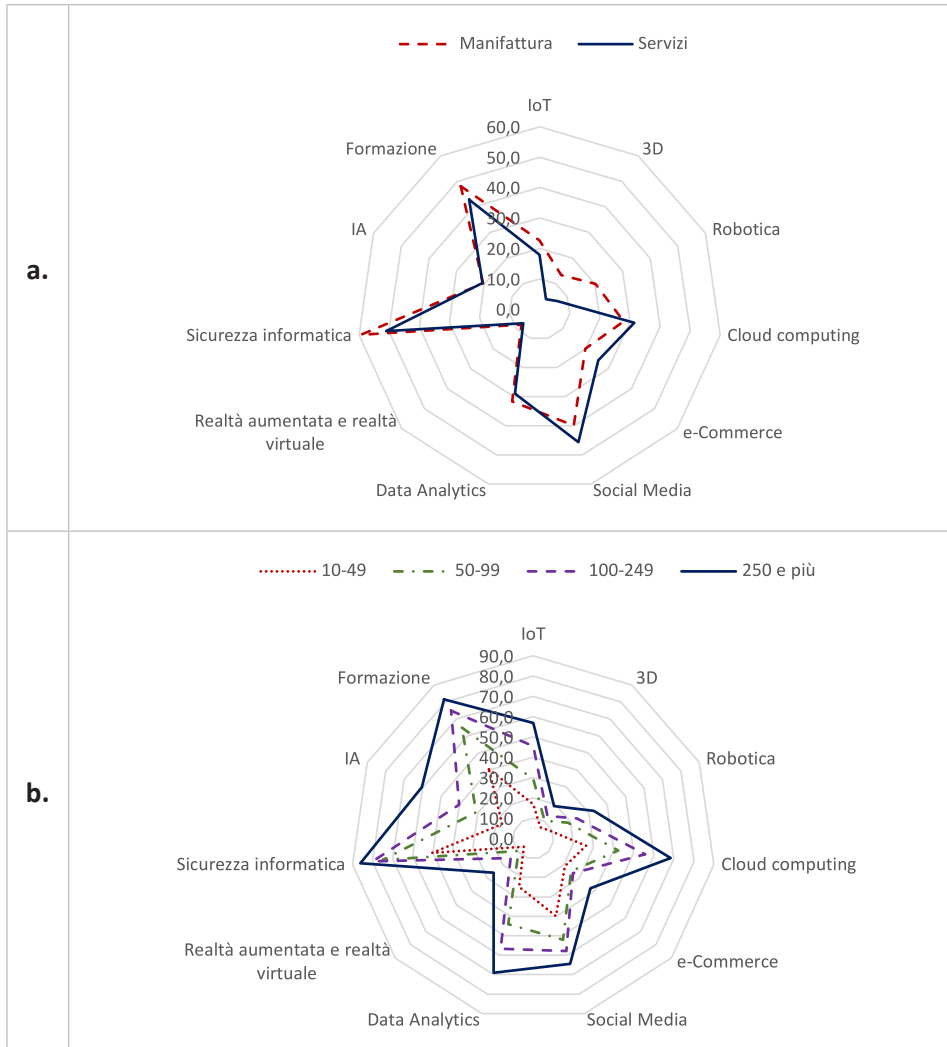 a.
Manifattura Servizi
IoT
60,0
50,0
40,0
30,0
20,0
10,0
0,0
3D
Robotica
Cloud computing
e-Commerce
Social Media
Data Analytics
Realtà aumentata e realtà
virtuale
Sicurezza informatica
IA
Formazione
b.
10-49 50-99 100-249 250 e più
IoT
90,0
80,0
70,0
60,0
50,0
40,0
30,0
20,0
10,0
0,0
3D
Robotica
Cloud computing
e-Commerce
Social Media
Data Analytics
Realtà aumentata e realtà
virtuale
Sicurezza informatica
IA
Formazione